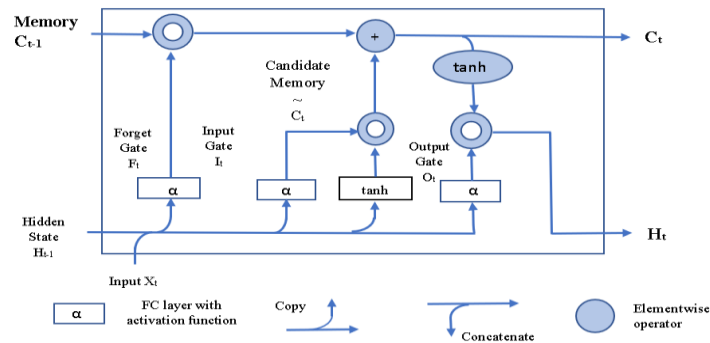 Memory
Ct-1
Ct
+
tanh
Candidate
Memory
~
Ct
Forget
Gate
Ft
Input
Gate
It
Output
Gate
Ot
α
α
tanh
α
Hidden
State
Ht-1
Ht
Input Xt
α
FC layer with
activation function
Copy
Concatenate
Elementwise
operator